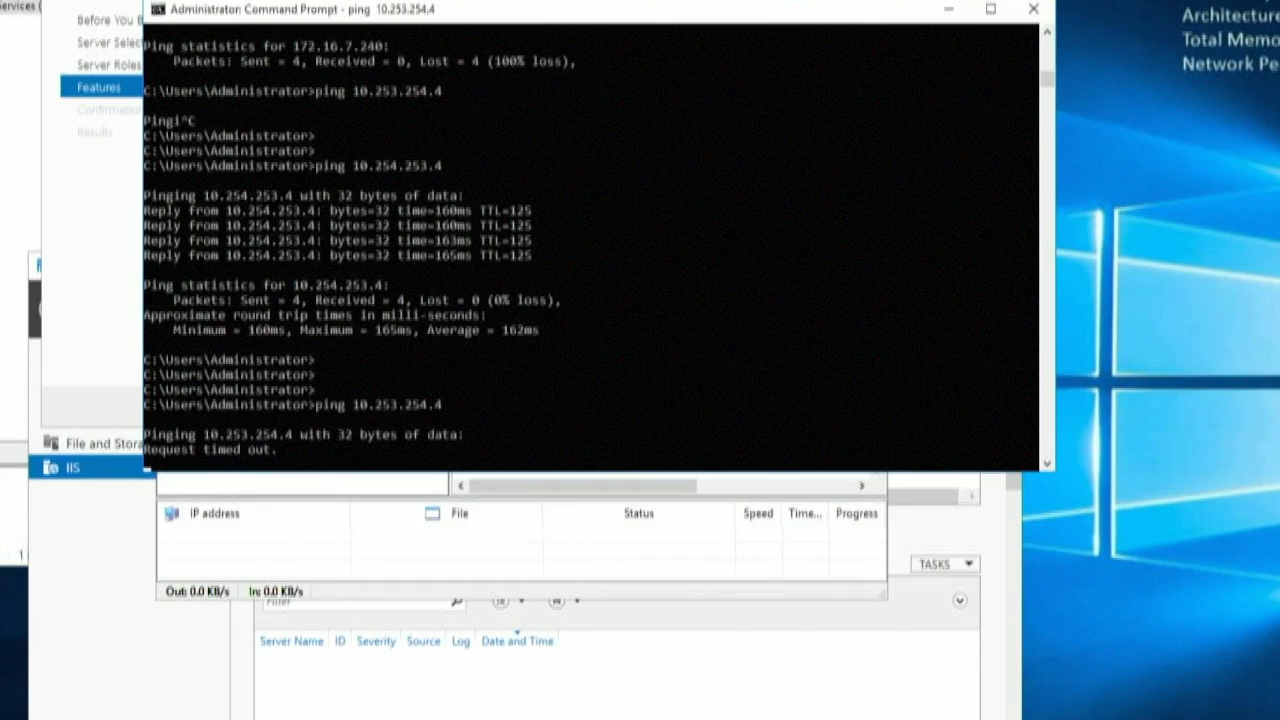 Services (
Before You B
Server Selec
Server Roles
Features
Confirmation
Results
Administrator: Command Prompt - ping 10.253.254.4
Ping statistics for 172.16.7.240:
Packets: Sent = 4, Received = 0, Lost = 4 (100% loss),
C:\Users\Administrator>ping 10.253.254.4
Pingi^C
C:\Users\Administrator>
C:\Users\Administrator>
C:\Users\Administrator>ping 10.254.253.4
Pinging 10.254.253.4 with 32 bytes of data:
Reply from 10.254.253.4: bytes=32 time=160ms TTL=125
Reply from 10.254.253.4: bytes=32 time=160ms TTL=125
Reply from 10.254.253.4: bytes=32 time=163ms TTL=125
Reply from 10.254.253.4: bytes=32 time=165ms TTL=125
Ping statistics for 10.254.253.4:
Packets: Sent = 4, Received = 4, Lost = 0 (0% loss),
Approximate round trip times in milli-seconds:
Minimum = 160ms, Maximum = 165ms, Average = 162ms
C:\Users\Administrator>
C:\Users\Administrator>
C:\Users\Administrator>
C:\Users\Administrator>ping 10.253.254.4
Pinging 10.253.254.4 with 32 bytes of data:
Request timed out.
Architecture
Total Memo
Network Pe
File and Stora
IIS
IP address File Status Speed Time... Progress
1
TASKS
Out: 0.0 KB/s In: 0.0 KB/s
Filter
Server Name ID Severity Source Log Date and Time